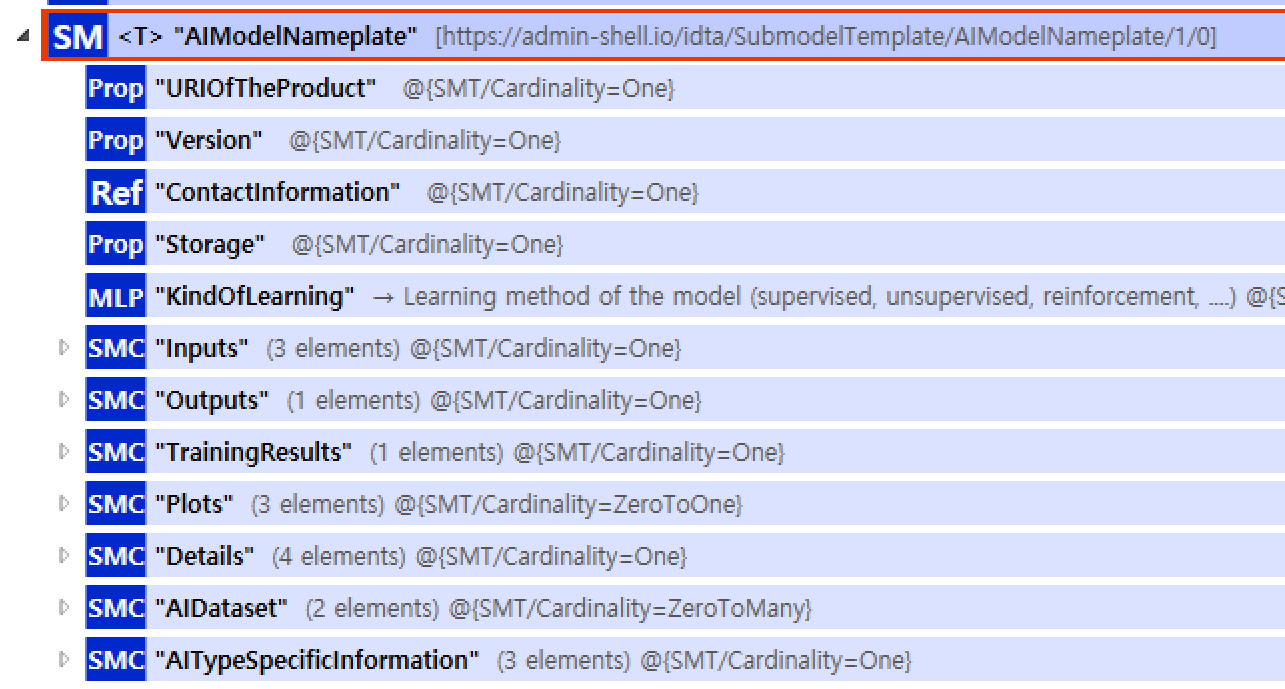 SM <T> "AIModelNameplate" [https://admin-shell.io/idta/SubmodelTemplate/AIModelNameplate/1/0]
Prop "URIOfTheProduct" @{SMT/Cardinality=One}
Prop "Version" @{SMT/Cardinality=One}
Ref "ContactInformation" @{SMT/Cardinality=One}
Prop "Storage" @{SMT/Cardinality=One}
MLP "KindOfLearning" → Learning method of the model (supervised, unsupervised, reinforcement, ....) @{S
SMC "Inputs" (3 elements) @{SMT/Cardinality=One}
SMC "Outputs" (1 elements) @{SMT/Cardinality=One}
SMC "TrainingResults" (1 elements) @{SMT/Cardinality=One}
SMC "Plots" (3 elements) @{SMT/Cardinality=ZeroToOne}
SMC "Details" (4 elements) @{SMT/Cardinality=One}
SMC "AIDataset" (2 elements) @{SMT/Cardinality=ZeroToMany}
SMC "AITypeSpecificInformation" (3 elements) @{SMT/Cardinality=One}